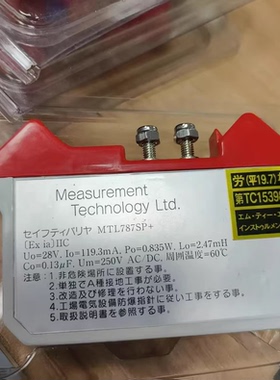 Measurement
Technology Ltd.
セイフティバリヤ MTL787SP+
[Ex ia]IIC
Uo=28V, Io=119.3mA, Po=0.835W, Lo=2.47mH
Co=0.13μF, Um=250V AC/DC, 周囲温度=60℃
注意：1.非危険場所に設置する事。
2.単独でA種接地工事が必要。
3.改造及び修理を行わない事。
4.工場電気設備防爆指針に従い工事する事
5.取扱説明書を参照する事。
労(平19.7)
第TC1539
エム・ティー・
インストゥルメン